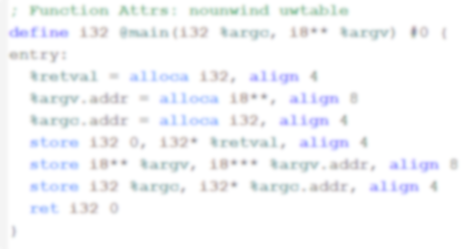 ; Function Attrs: nounwind uwtable
define i32 @main(i32 %argc, i8** %argv) #0 {
entry:
%retval = alloca i32, align 4
%argv.addr = alloca i8**, align 8
%argc.addr = alloca i32, align 4
store i32 0, i32* %retval, align 4
store i8** %argv, i8*** %argv.addr, align 8
store i32 %argc, i32* %argc.addr, align 4
ret i32 0
}